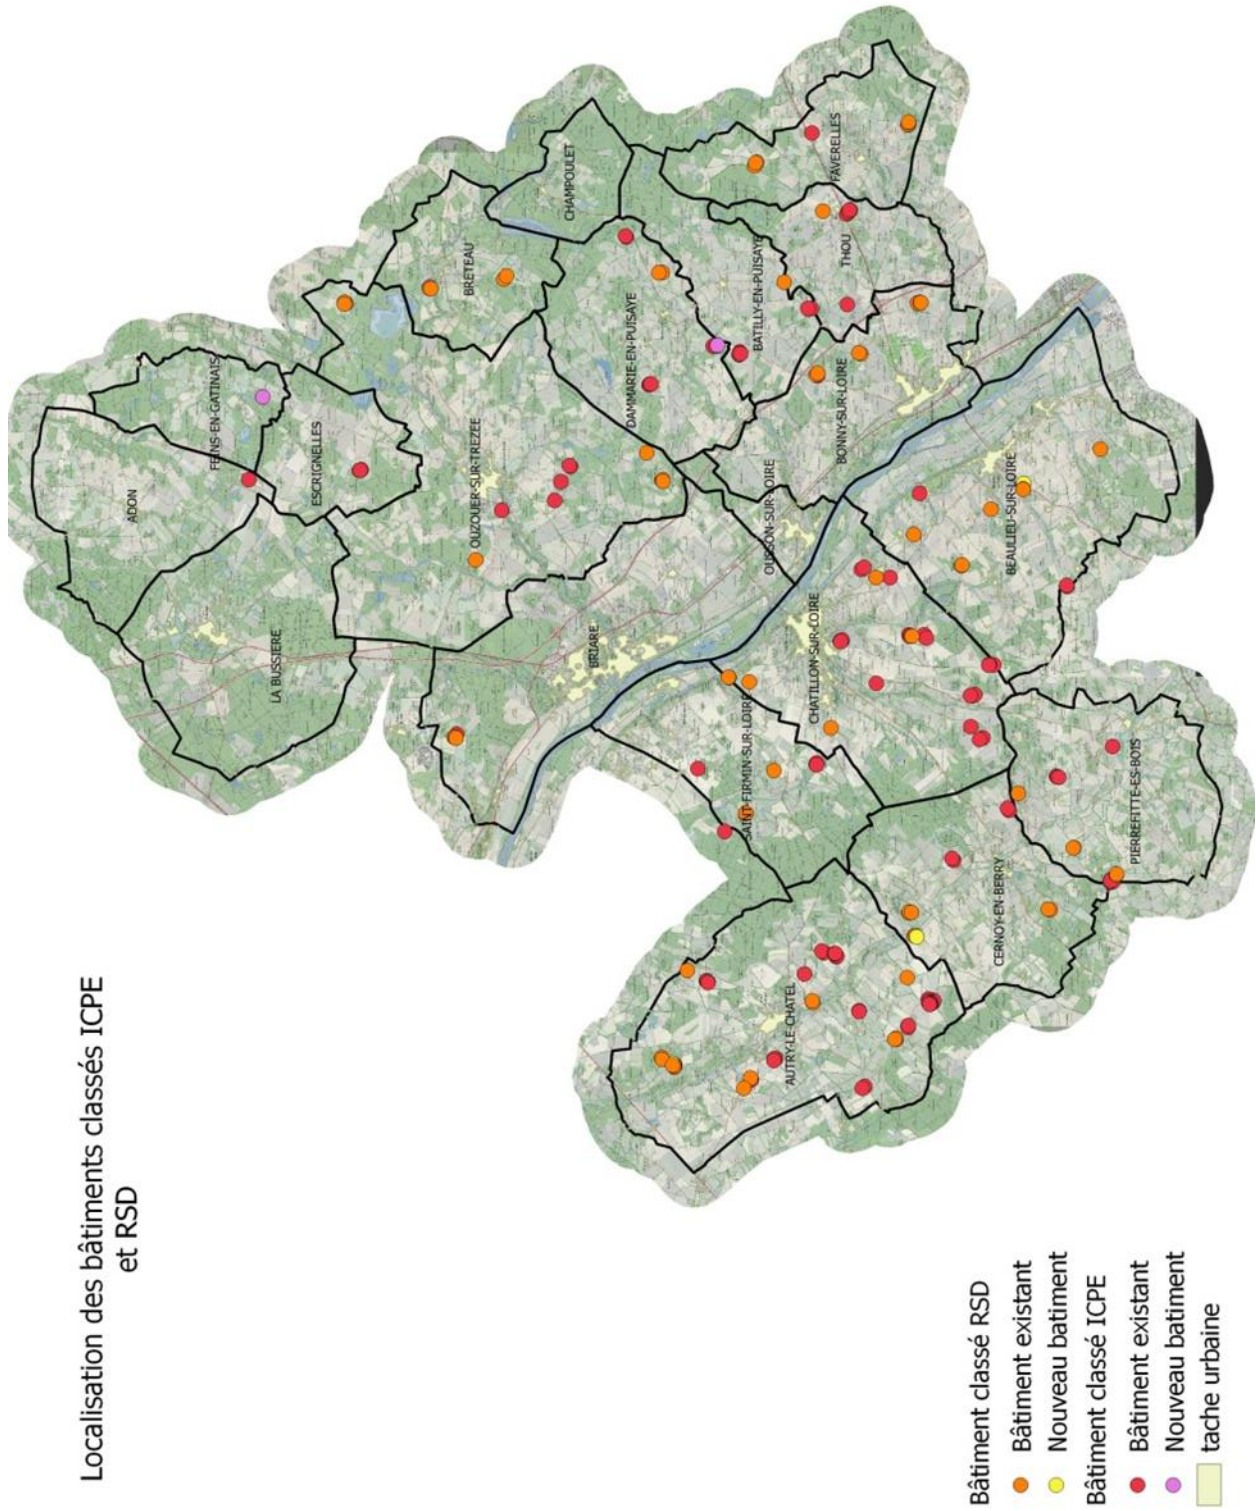 Localisation des bâtiments classés ICPE
et RSD
ADON
FEINS-EN-GATINAIS
LA BUSSIERE
ESCRIGNELLES
OUZOUER-SUR-TREZEE
BRETEAU
CHAMPOULET
DAMMARIE-EN-PUISAYE
BRIARE
OUSSON-SUR-LOIRE
BATILLY-EN-PUISAYE
FAVERELLES
THOU
BONNY-SUR-LOIRE
SAINT-FIRMIN-SUR-LOIRE
CHATILLON-SUR-LOIRE
AUTRY-LE-CHATEL
BEAULIEU-SUR-LOIRE
CERNOY-EN-BERRY
PIERREFITTE-ES-BOIS
Bâtiment classé RSD
Bâtiment existant
Nouveau batiment
Bâtiment classé ICPE
Bâtiment existant
Nouveau batiment
tache urbaine